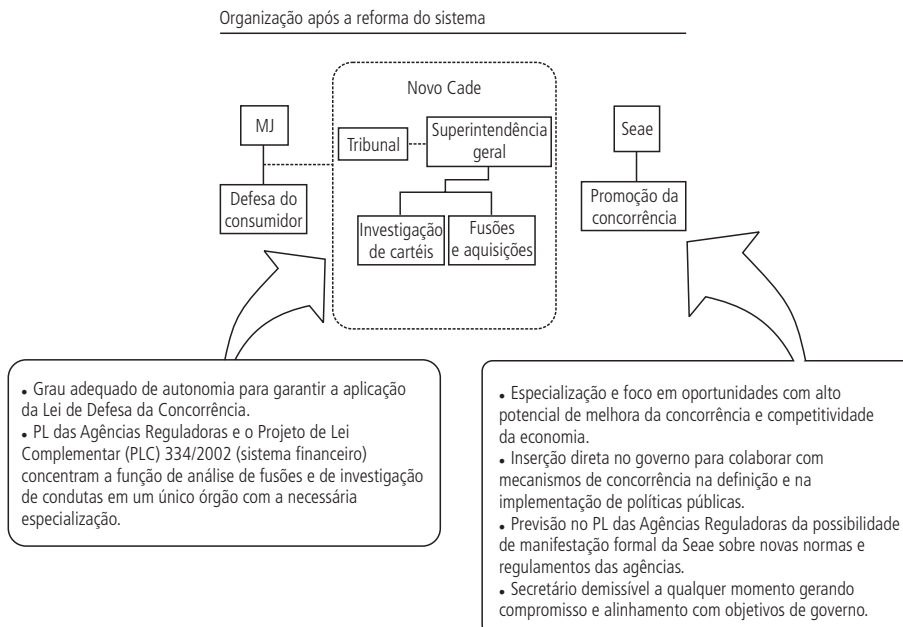 Organização após a reforma do sistema
Novo Cade
MJ
Defesa do
consumidor
Tribunal
Superintendência
geral
Investigação
de cartéis
Fusões
e aquisições
Seae
Promoção da
concorrência
• Grau adequado de autonomia para garantir a aplicação
da Lei de Defesa da Concorrência.
• PL das Agências Reguladoras e o Projeto de Lei
Complementar (PLC) 334/2002 (sistema financeiro)
concentram a função de análise de fusões e de investigação
de condutas em um único órgão com a necessária
especialização.
• Especialização e foco em oportunidades com alto
potencial de melhora da concorrência e competitividade
da economia.
• Inserção direta no governo para colaborar com
mecanismos de concorrência na definição e na
implementação de políticas públicas.
• Previsão no PL das Agências Reguladoras da possibilidade
de manifestação formal da Seae sobre novas normas e
regulamentos das agências.
• Secretário demissível a qualquer momento gerando
compromisso e alinhamento com objetivos de governo.